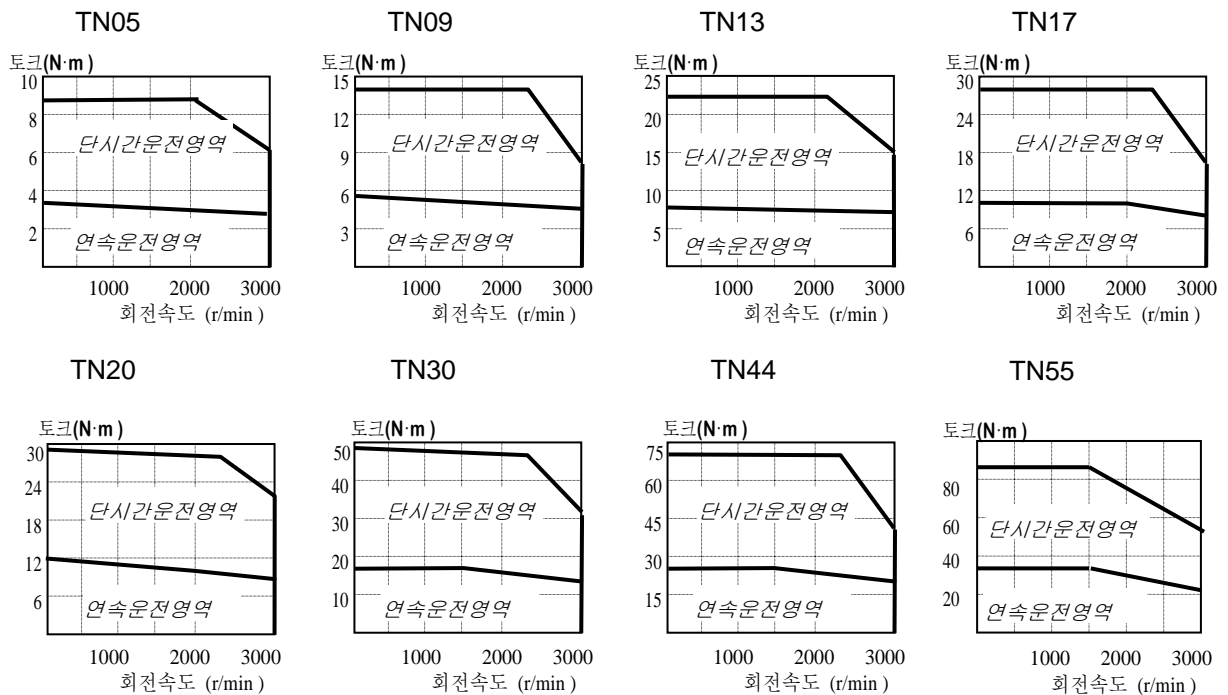 TN05
토크(N·m)
10
8
6
4
2
단시간운전영역
연속운전영역
1000 2000 3000
회전속도 (r/min)
TN09
토크(N·m)
15
12
9
6
3
단시간운전영역
연속운전영역
1000 2000 3000
회전속도 (r/min)
TN13
토크(N·m)
25
20
15
10
5
단시간운전영역
연속운전영역
1000 2000 3000
회전속도 (r/min)
TN17
토크(N·m)
30
24
18
12
6
단시간운전영역
연속운전영역
1000 2000 3000
회전속도 (r/min)
TN20
토크(N·m)
30
24
18
12
6
단시간운전영역
연속운전영역
1000 2000 3000
회전속도 (r/min)
TN30
토크(N·m)
50
40
30
20
10
단시간운전영역
연속운전영역
1000 2000 3000
회전속도 (r/min)
TN44
토크(N·m)
75
60
45
30
15
단시간운전영역
연속운전영역
1000 2000 3000
회전속도 (r/min)
TN55
토크(N·m)
80
60
40
20
단시간운전영역
연속운전영역
1000 2000 3000
회전속도 (r/min)